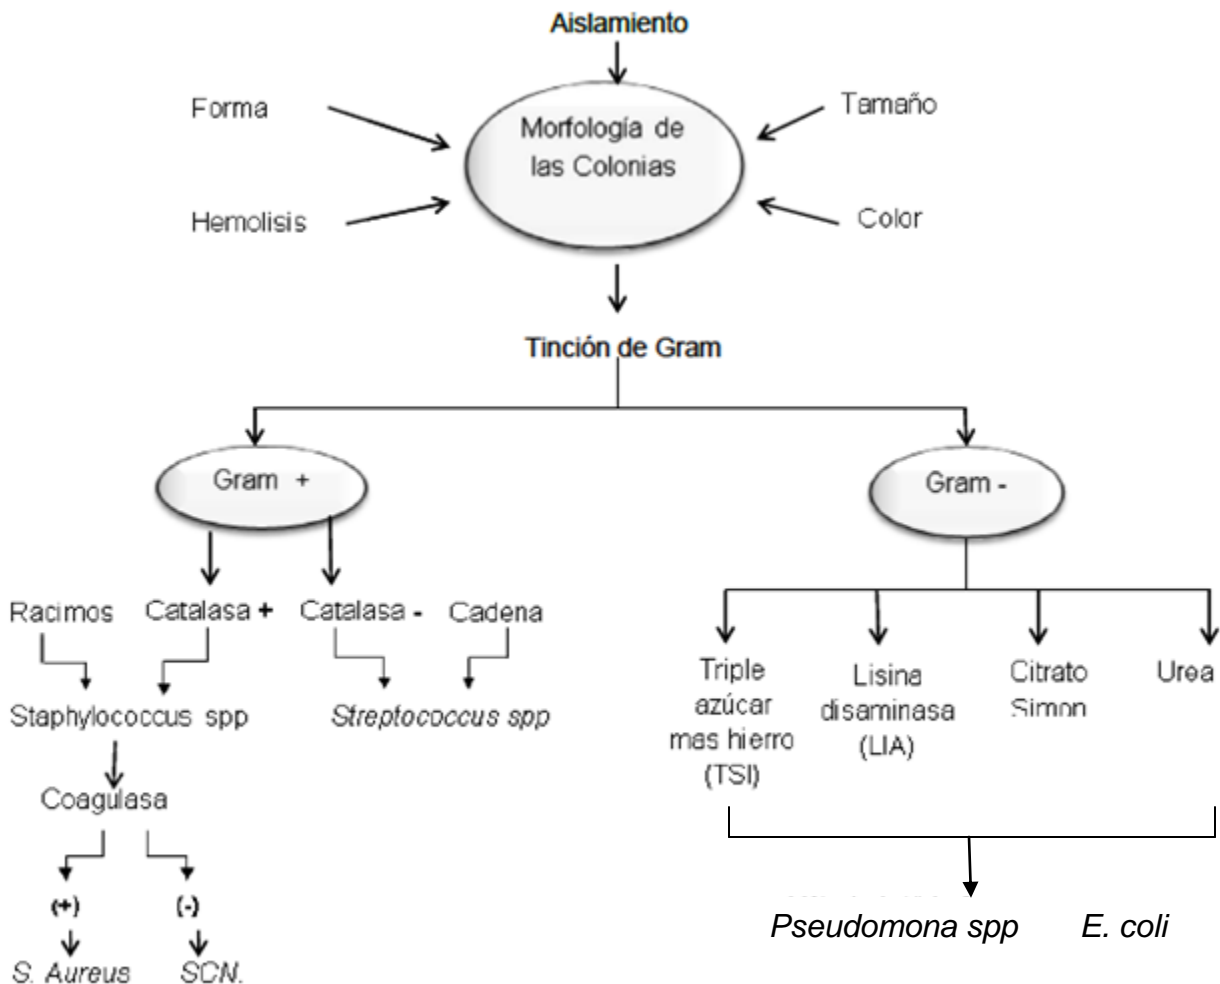 Aislamiento
Forma
Tamaño
Morfología de
las Colonias
Hemolisis
Color
Tinción de Gram
Gram +
Gram -
Racimos
Catalasa +
Catalasa -
Cadena
Staphylococcus spp
Streptococcus spp
Coagulasa
(+)
(-)
S. Aureus
SCN.
Triple
azúcar
mas hierro
(TSI)
Lisina
disaminasa
(LIA)
Citrato
Simon
Urea
Pseudomona spp
E. coli